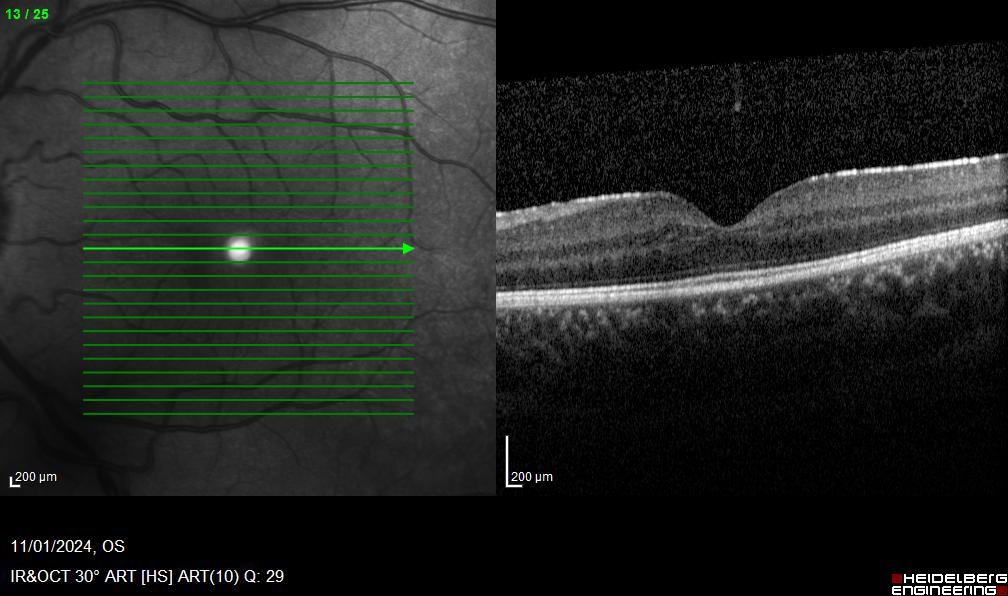 13 / 25
200 µm
200 µm
11/01/2024, OS
IR&OCT 30° ART [HS] ART(10) Q: 29
HEIDELBERG
ENGINEERING